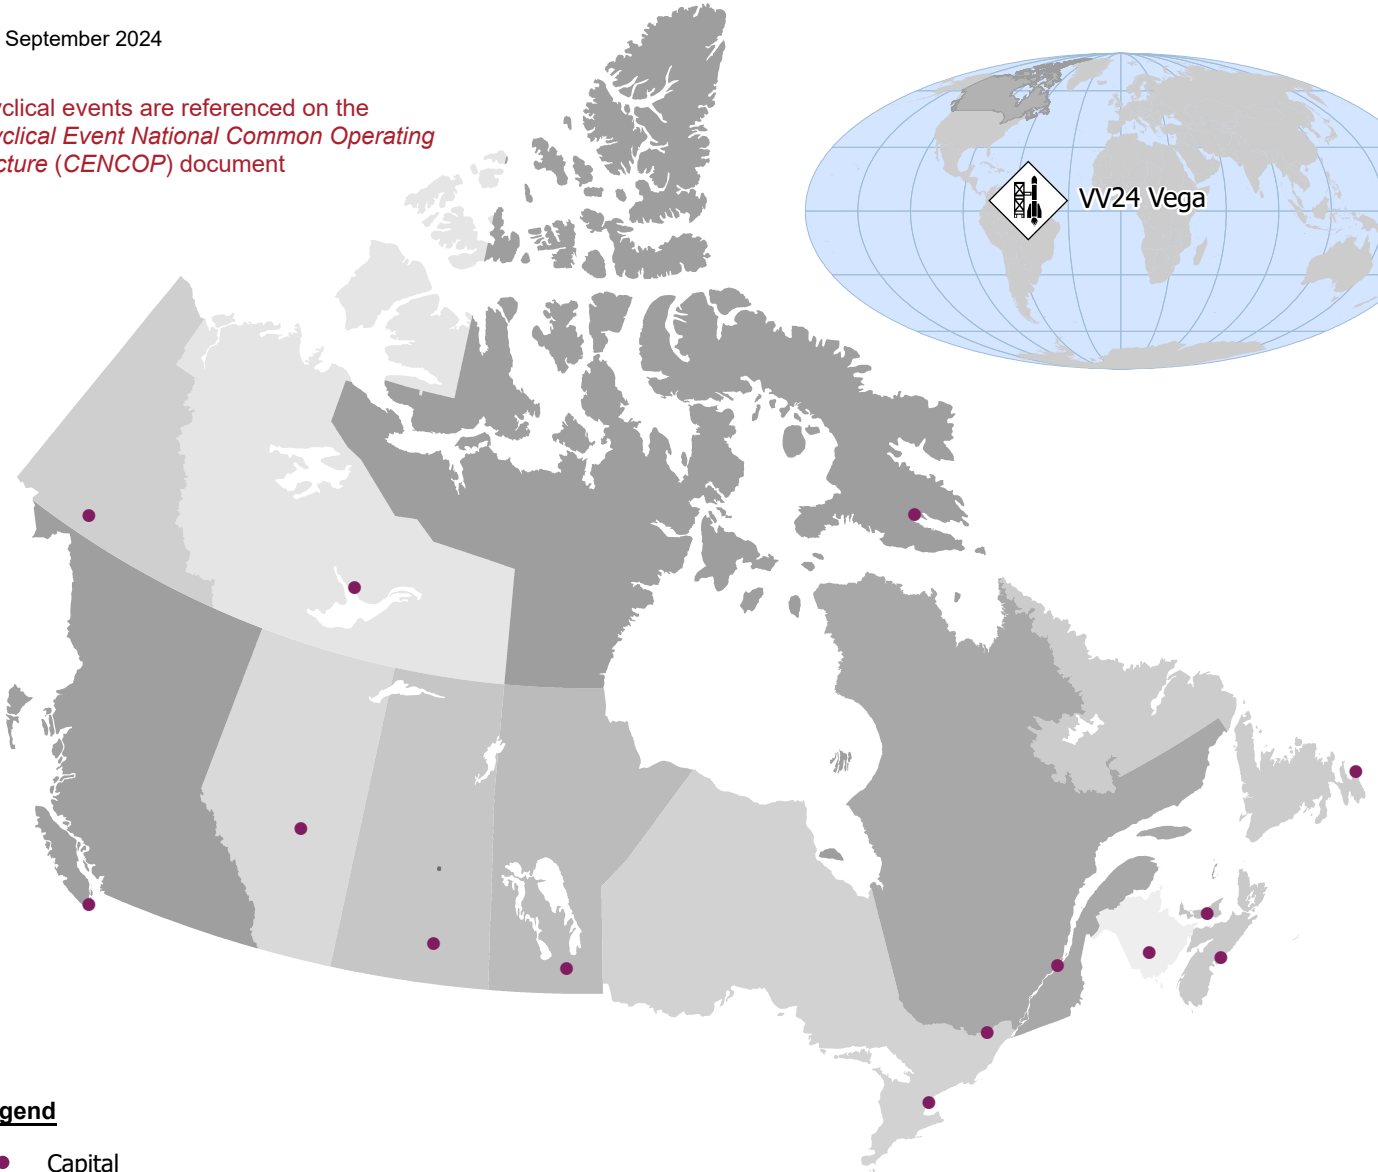 September 2024
yclical events are referenced on the
yclical Event National Common Operating
cture (CENCOP) document
VV24 Vega
gend
Capital